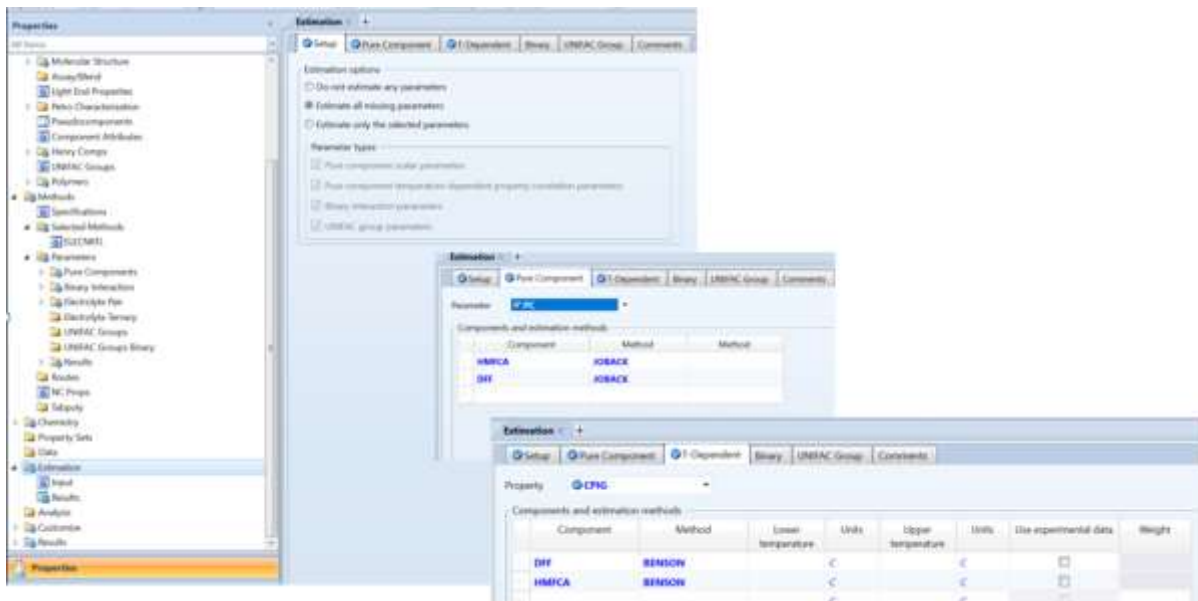 Properties
All Items
Molecular Structure
Assay/Blend
Light End Properties
Petro Characterization
Pseudocomponents
Component Attributes
Henry Comps
UNIFAC Groups
Polymers
Methods
Specifications
Selected Methods
ELECNRTL
Parameters
Pure Components
Binary Interaction
Electrolyte Pair
Electrolyte Ternary
UNIFAC Groups
UNIFAC Groups Binary
Results
Routes
NC Props
Tabpoly
Chemistry
Property Sets
Data
Estimation
Input
Results
Analysis
Customize
Results
Properties
Estimation +
Setup Pure Component T-Dependent Binary UNIFAC Group Comments
Estimation options
Do not estimate any parameters
Estimate all missing parameters
Estimate only the selected parameters
Parameter types
Pure component scalar parameters
Pure component temperature-dependent property correlation parameters
Binary interaction parameters
UNIFAC group parameters
Estimation +
Setup Pure Component T-Dependent Binary UNIFAC Group Comments
Parameter PC
Components and estimation methods
Component Method Method
HMFCA JOBACK
DFF JOBACK
Estimation +
Setup Pure Component T-Dependent Binary UNIFAC Group Comments
Property CPIG
Components and estimation methods
Component Method Lower temperature Units Upper temperature Units Use experimental data Weight
DFF BENSON C C
HMFCA BENSON C C
C C